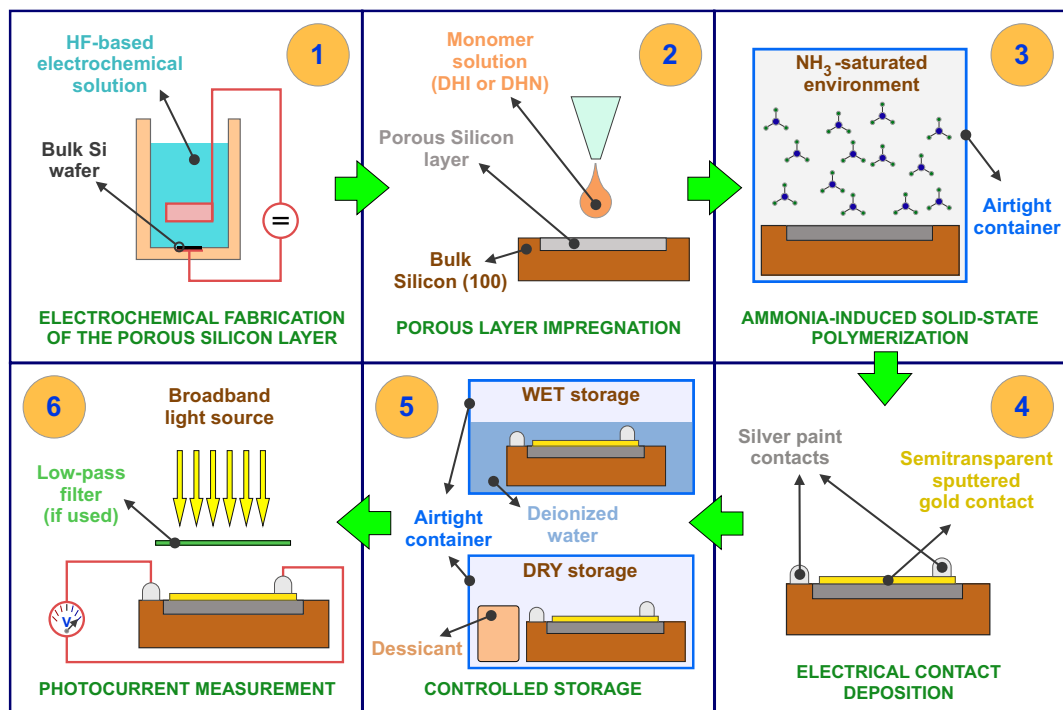 1
HF-based
electrochemical
solution
Bulk Si
wafer
=
ELECTROCHEMICAL FABRICATION
OF THE POROUS SILICON LAYER
2
Monomer
solution
(DHI or DHN)
Porous Silicon
layer
Bulk
Silicon (100)
POROUS LAYER IMPREGNATION
3
NH3-saturated
environment
Airtight
container
AMMONIA-INDUCED SOLID-STATE
POLYMERIZATION
4
Silver paint
contacts
Semitransparent
sputtered
gold contact
ELECTRICAL CONTACT
DEPOSITION
5
WET storage
Deionized
water
Airtight
container
DRY storage
Dessicant
CONTROLLED STORAGE
6
Broadband
light source
Low-pass
filter
(if used)
V
PHOTOCURRENT MEASUREMENT